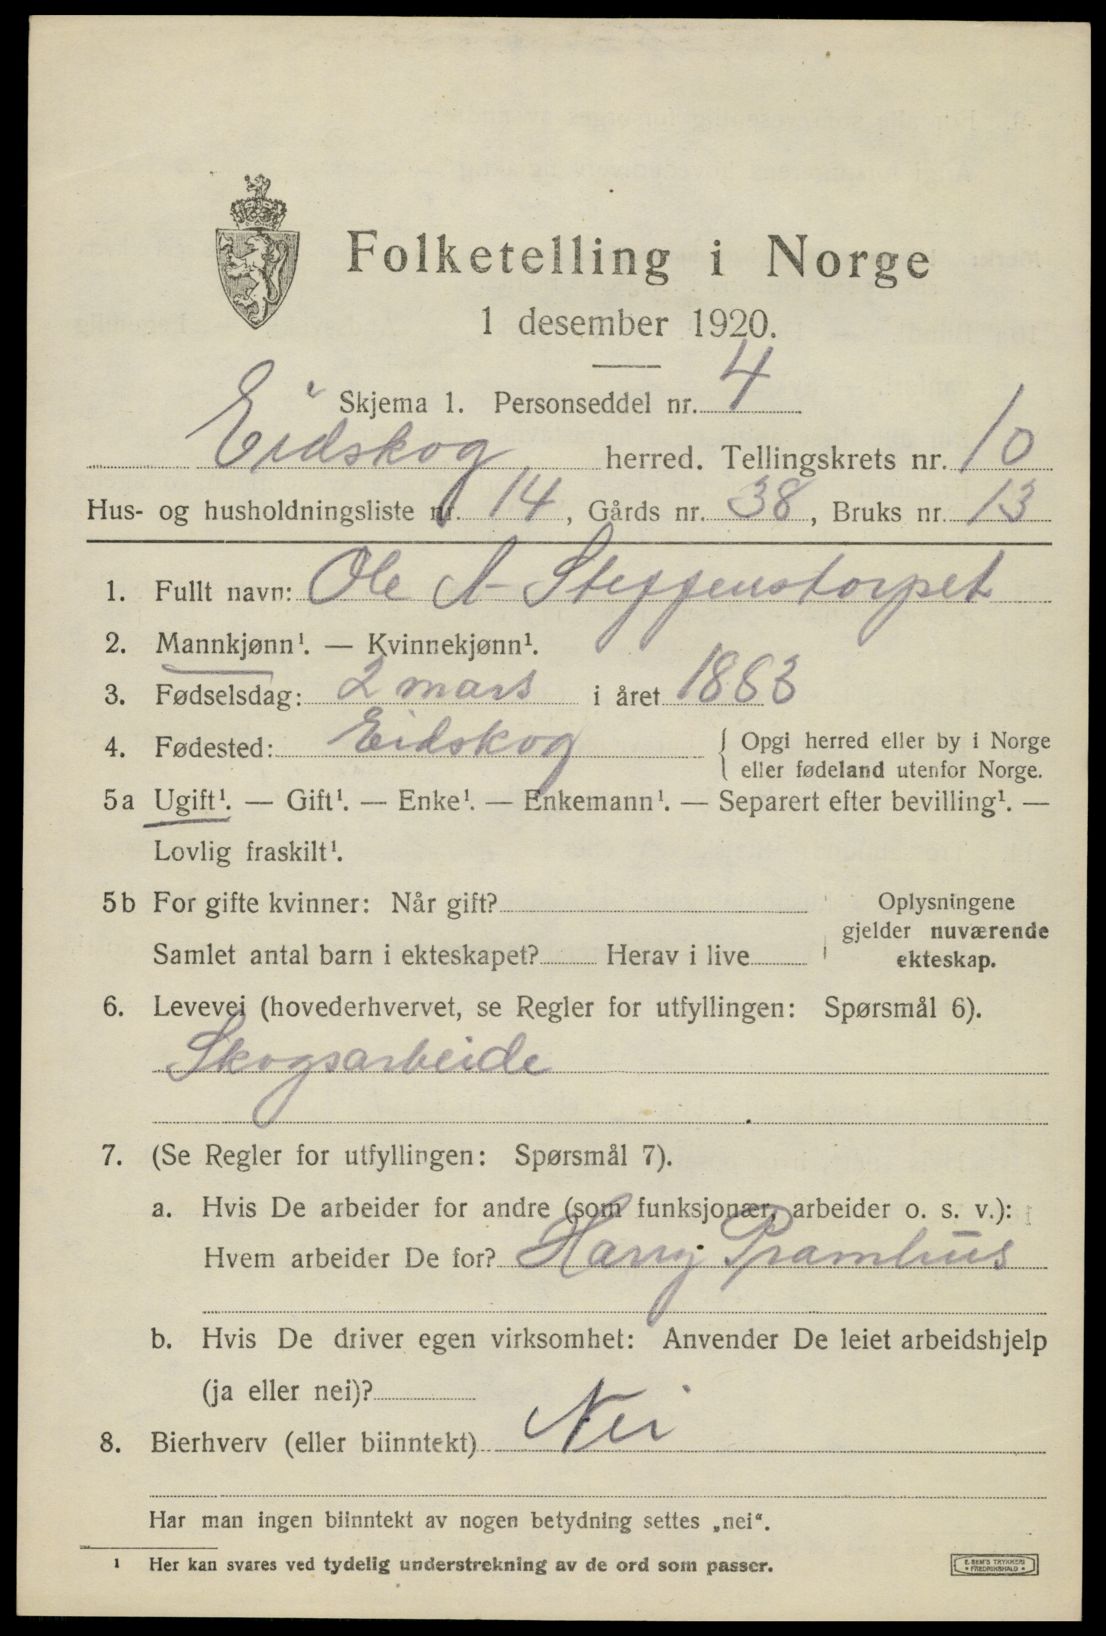 Folketelling i Norge
1 desember 1920.
Skjema 1. Personseddel nr. 4
Eidskog herred. Tellingskrets nr. 10
Hus- og husholdningsliste nr. 14, Gårds nr. 38, Bruks nr. 13
1. Fullt navn: Ole A Steffenstorpet
2. Mannkjønn¹. — Kvinnekjønn¹.
3. Fødselsdag: 2 mars i året 1883
4. Fødested: Eidskog { Opgi herred eller by i Norge
eller fødeland utenfor Norge.
5a Ugift¹. — Gift¹. — Enke¹. — Enkemann¹. — Separert efter bevilling¹. —
Lovlig fraskilt¹.
5b For gifte kvinner: Når gift?
Samlet antal barn i ekteskapet? Herav i live
Oplysningene
gjelder nuværende
ekteskap.
6. Levevei (hovederhvervet, se Regler for utfyllingen: Spørsmål 6).
Skogsarbeide
7. (Se Regler for utfyllingen: Spørsmål 7).
a. Hvis De arbeider for andre (som funksjonær, arbeider o. s. v.):
Hvem arbeider De for? Harry Pramhus
b. Hvis De driver egen virksomhet: Anvender De leiet arbeidshjelp
(ja eller nei)?
8. Bierhverv (eller biinntekt) Nei
Har man ingen biinntekt av nogen betydning settes „nei“.
¹ Her kan svares ved tydelig understrekning av de ord som passer.
E. SEM'S TRYKKERI
FREDRIKSHALD